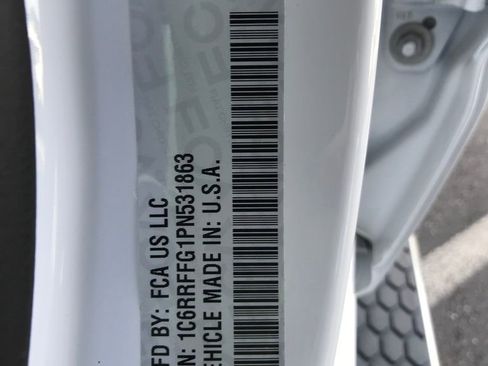 FD BY: FCA US LLC
N: 1C6RRFFG1PN531863
EHICLE MADE IN: U.S.A.